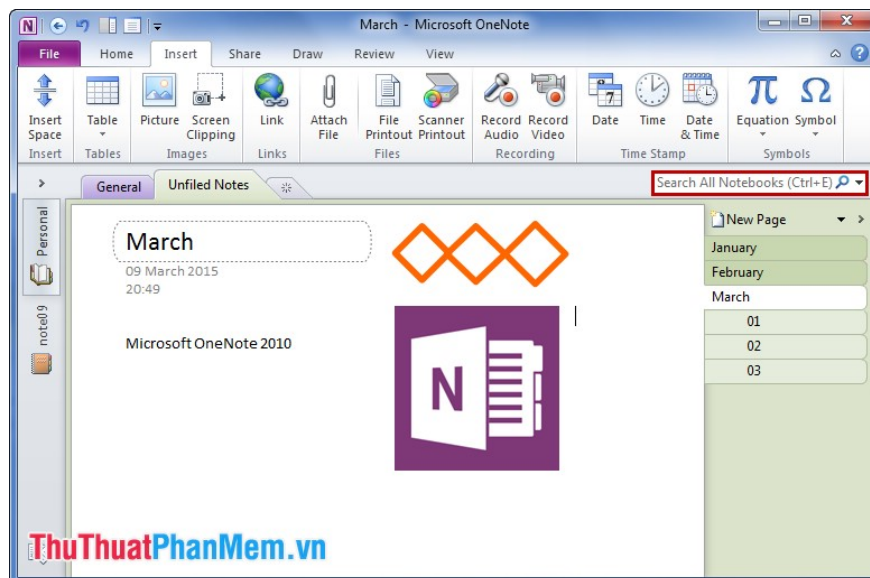 March - Microsoft OneNote
File Home Insert Share Draw Review View
Insert Space Table Picture Screen Clipping Link Attach File File Printout Scanner Printout Record Audio Record Video Date Time Date & Time Equation Symbol
Insert Tables Images Links Files Recording Time Stamp Symbols
General Unfiled Notes Search All Notebooks (Ctrl+E)
Personal
note09
March
09 March 2015
20:49
Microsoft OneNote 2010
N
New Page
January
February
March
01
02
03
ThuThuatPhanMem.vn